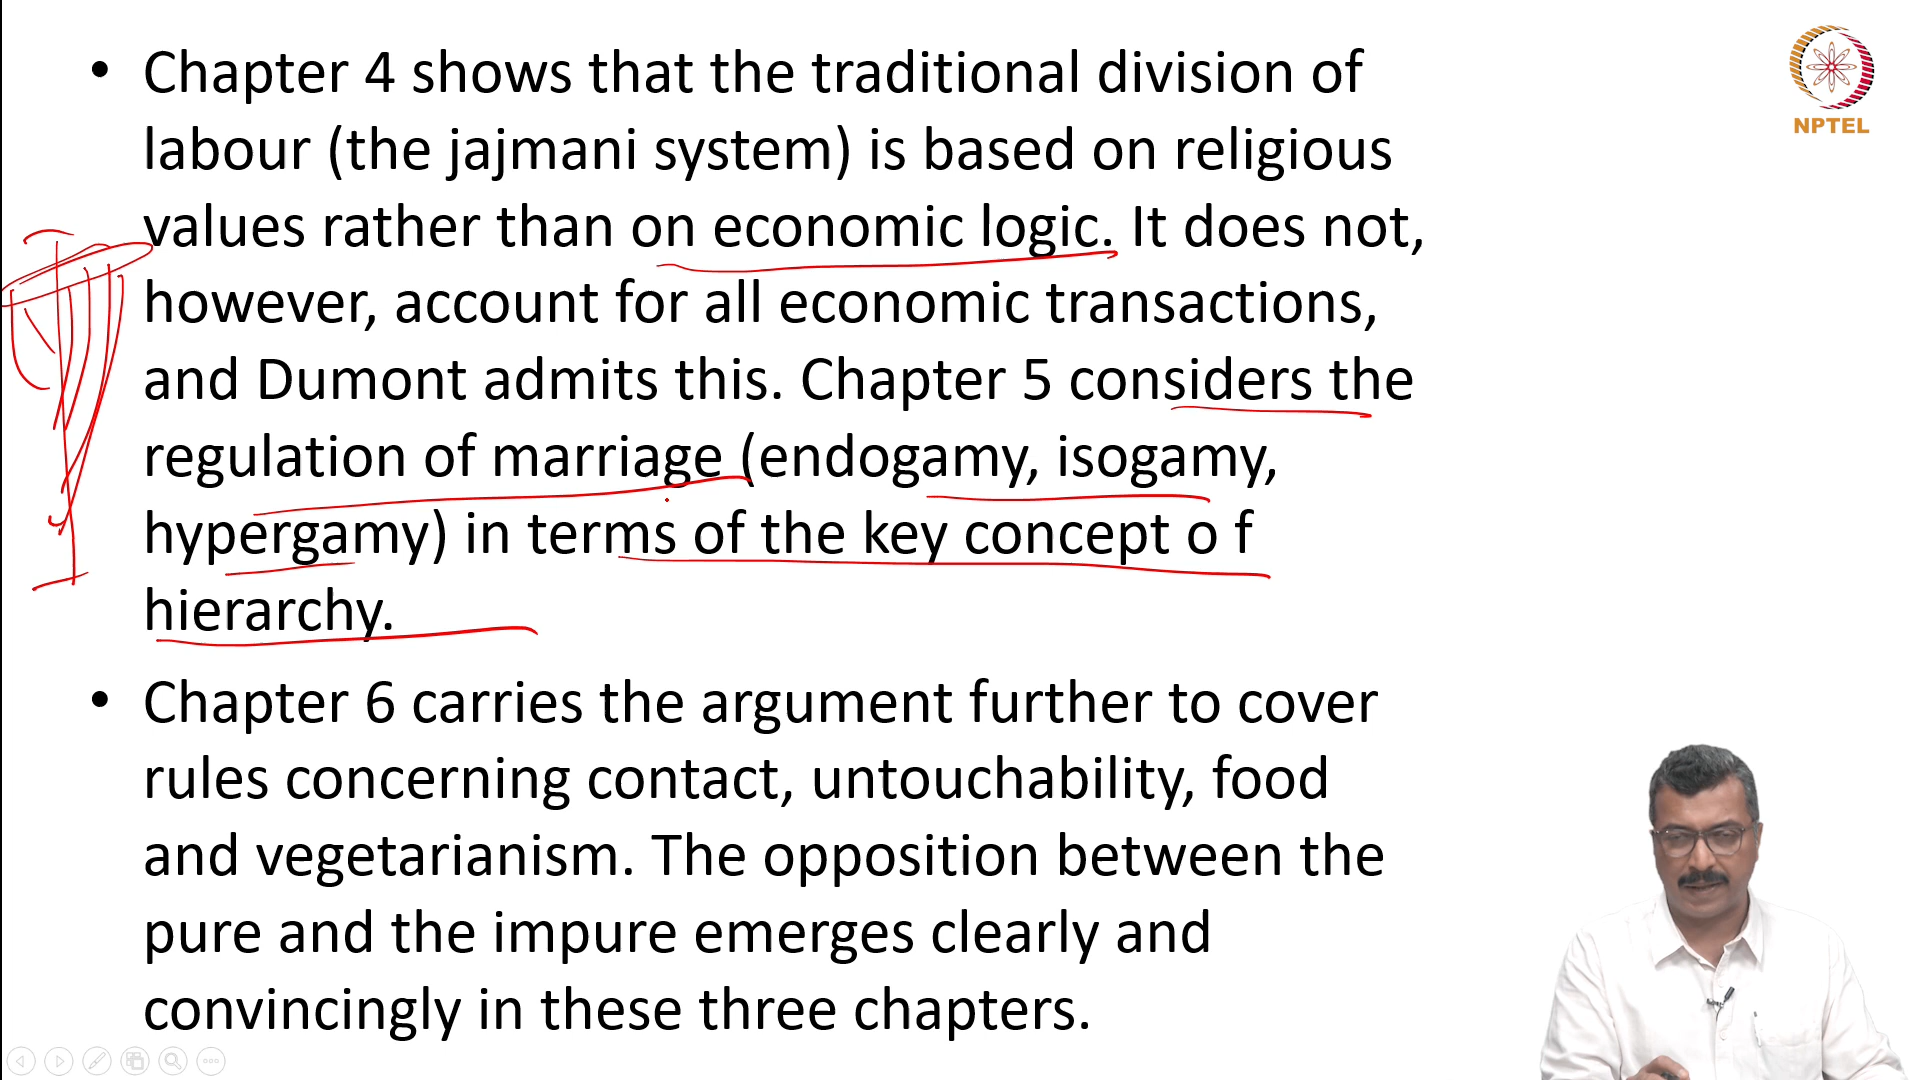 • Chapter 4 shows that the traditional division of
labour (the jajmani system) is based on religious
values rather than on economic logic. It does not,
however, account for all economic transactions,
and Dumont admits this. Chapter 5 considers the
regulation of marriage (endogamy, isogamy,
hypergamy) in terms of the key concept o f
hierarchy.
• Chapter 6 carries the argument further to cover
rules concerning contact, untouchability, food
and vegetarianism. The opposition between the
pure and the impure emerges clearly and
convincingly in these three chapters.
NPTEL